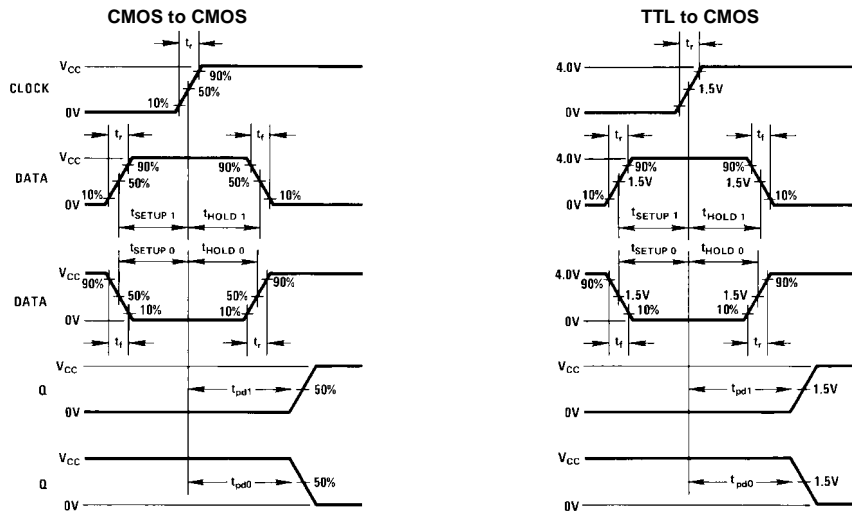 CMOS to CMOS
tr
VCC
90%
CLOCK
50%
10%
0V
tr
tf
VCC
90%
90%
DATA
50%
50%
10%
10%
0V
tSETUP 1
tHOLD 1
tSETUP 0
tHOLD 0
VCC
90%
90%
DATA
50%
50%
10%
10%
0V
tf
tr
VCC
Q
tpd1
50%
0V
VCC
Q
tpd0
50%
0V
TTL to CMOS
tr
4.0V
90%
1.5V
10%
0V
tr
tf
4.0V
90%
90%
1.5V
1.5V
10%
10%
0V
tSETUP 1
tHOLD 1
tSETUP 0
tHOLD 0
4.0V
90%
90%
1.5V
1.5V
10%
10%
0V
tf
tr
VCC
tpd1
1.5V
0V
VCC
tpd0
1.5V
0V